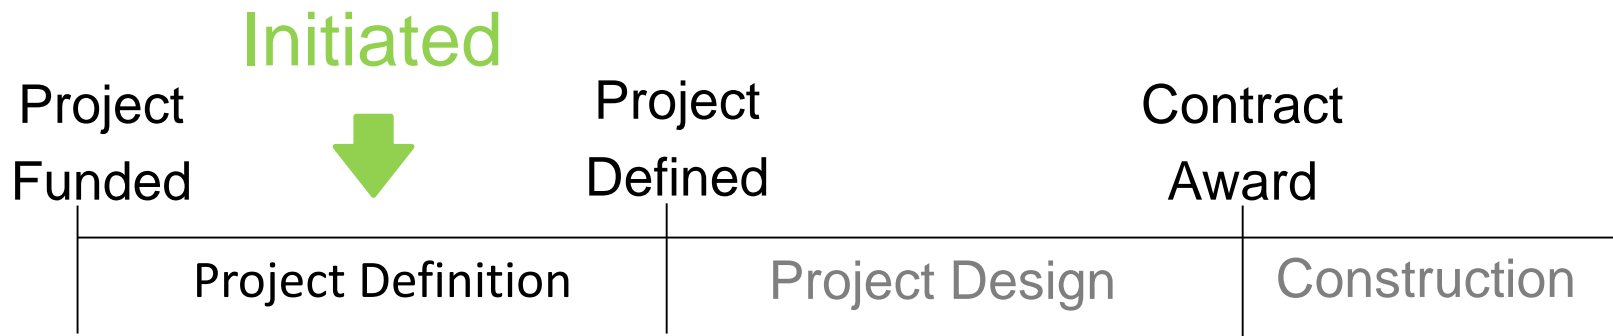 Initiated
Project
Funded
Project
Defined
Contract
Award
Project Definition
Project Design
Construction